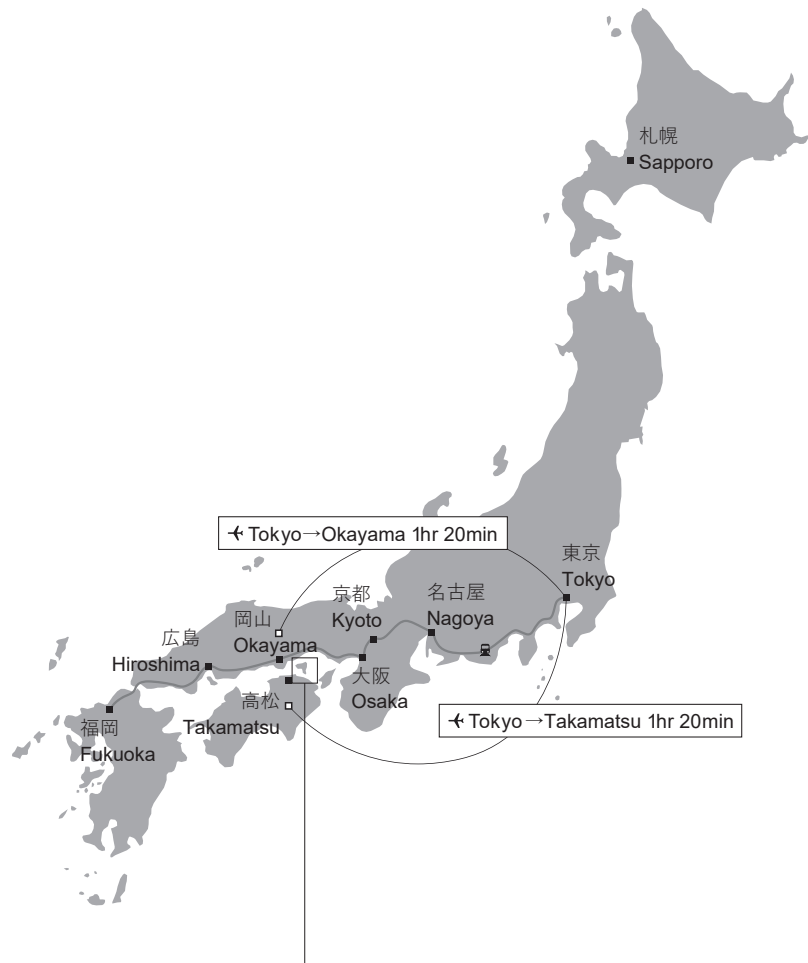 札幌
Sapporo
Tokyo→Okayama 1hr 20min
東京
Tokyo
京都
Kyoto
名古屋
Nagoya
岡山
Okayama
広島
Hiroshima
大阪
Osaka
高松
Takamatsu
Tokyo→Takamatsu 1hr 20min
福岡
Fukuoka